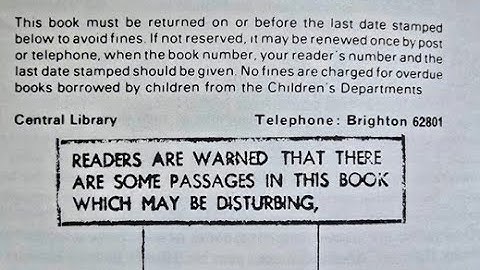 This book must be returned on or before the last date stamped
below to avoid fines. If not reserved, it may be renewed once by post
or telephone, when the book number, your reader's number and the
last date stamped should be given. No fines are charged for overdue
books borrowed by children from the Children's Departments
Central Library Telephone: Brighton 62801
READERS ARE WARNED THAT THERE
ARE SOME PASSAGES IN THIS BOOK
WHICH MAY BE DISTURBING,